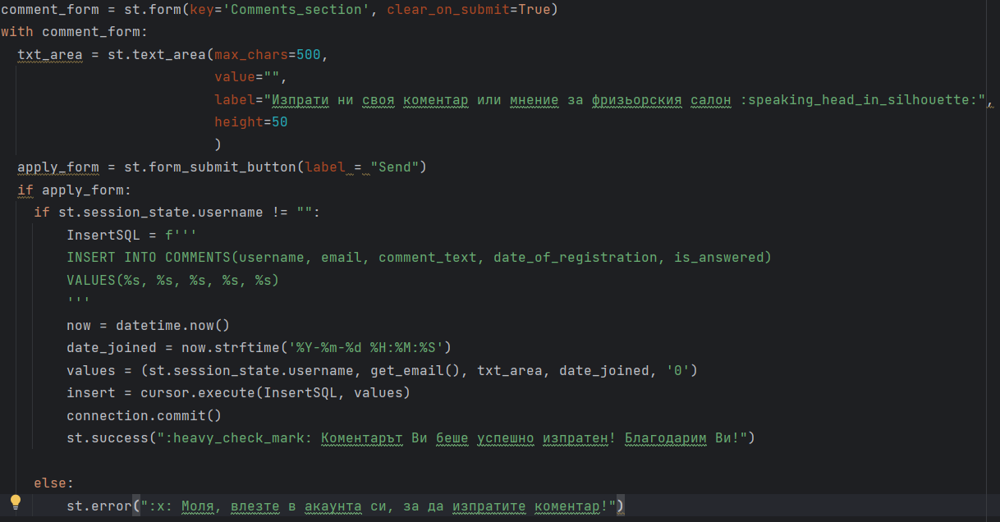 comment_form = st.form(key='Comments_section', clear_on_submit=True)
with comment_form:
  txt_area = st.text_area(max_chars=500,
                          value="",
                          label="Изпрати ни своя коментар или мнение за фризьорския салон :speaking_head_in_silhouette:",
                          height=50
                          )
  apply_form = st.form_submit_button(label = "Send")
  if apply_form:
    if st.session_state.username != "":
        InsertSQL = f'''
        INSERT INTO COMMENTS(username, email, comment_text, date_of_registration, is_answered)
        VALUES(%s, %s, %s, %s, %s)
        '''
        now = datetime.now()
        date_joined = now.strftime('%Y-%m-%d %H:%M:%S')
        values = (st.session_state.username, get_email(), txt_area, date_joined, '0')
        insert = cursor.execute(InsertSQL, values)
        connection.commit()
        st.success(":heavy_check_mark: Коментарът Ви беше успешно изпратен! Благодарим Ви!")
    else:
        st.error(":x: Моля, влезте в акаунта си, за да изпратите коментар!")